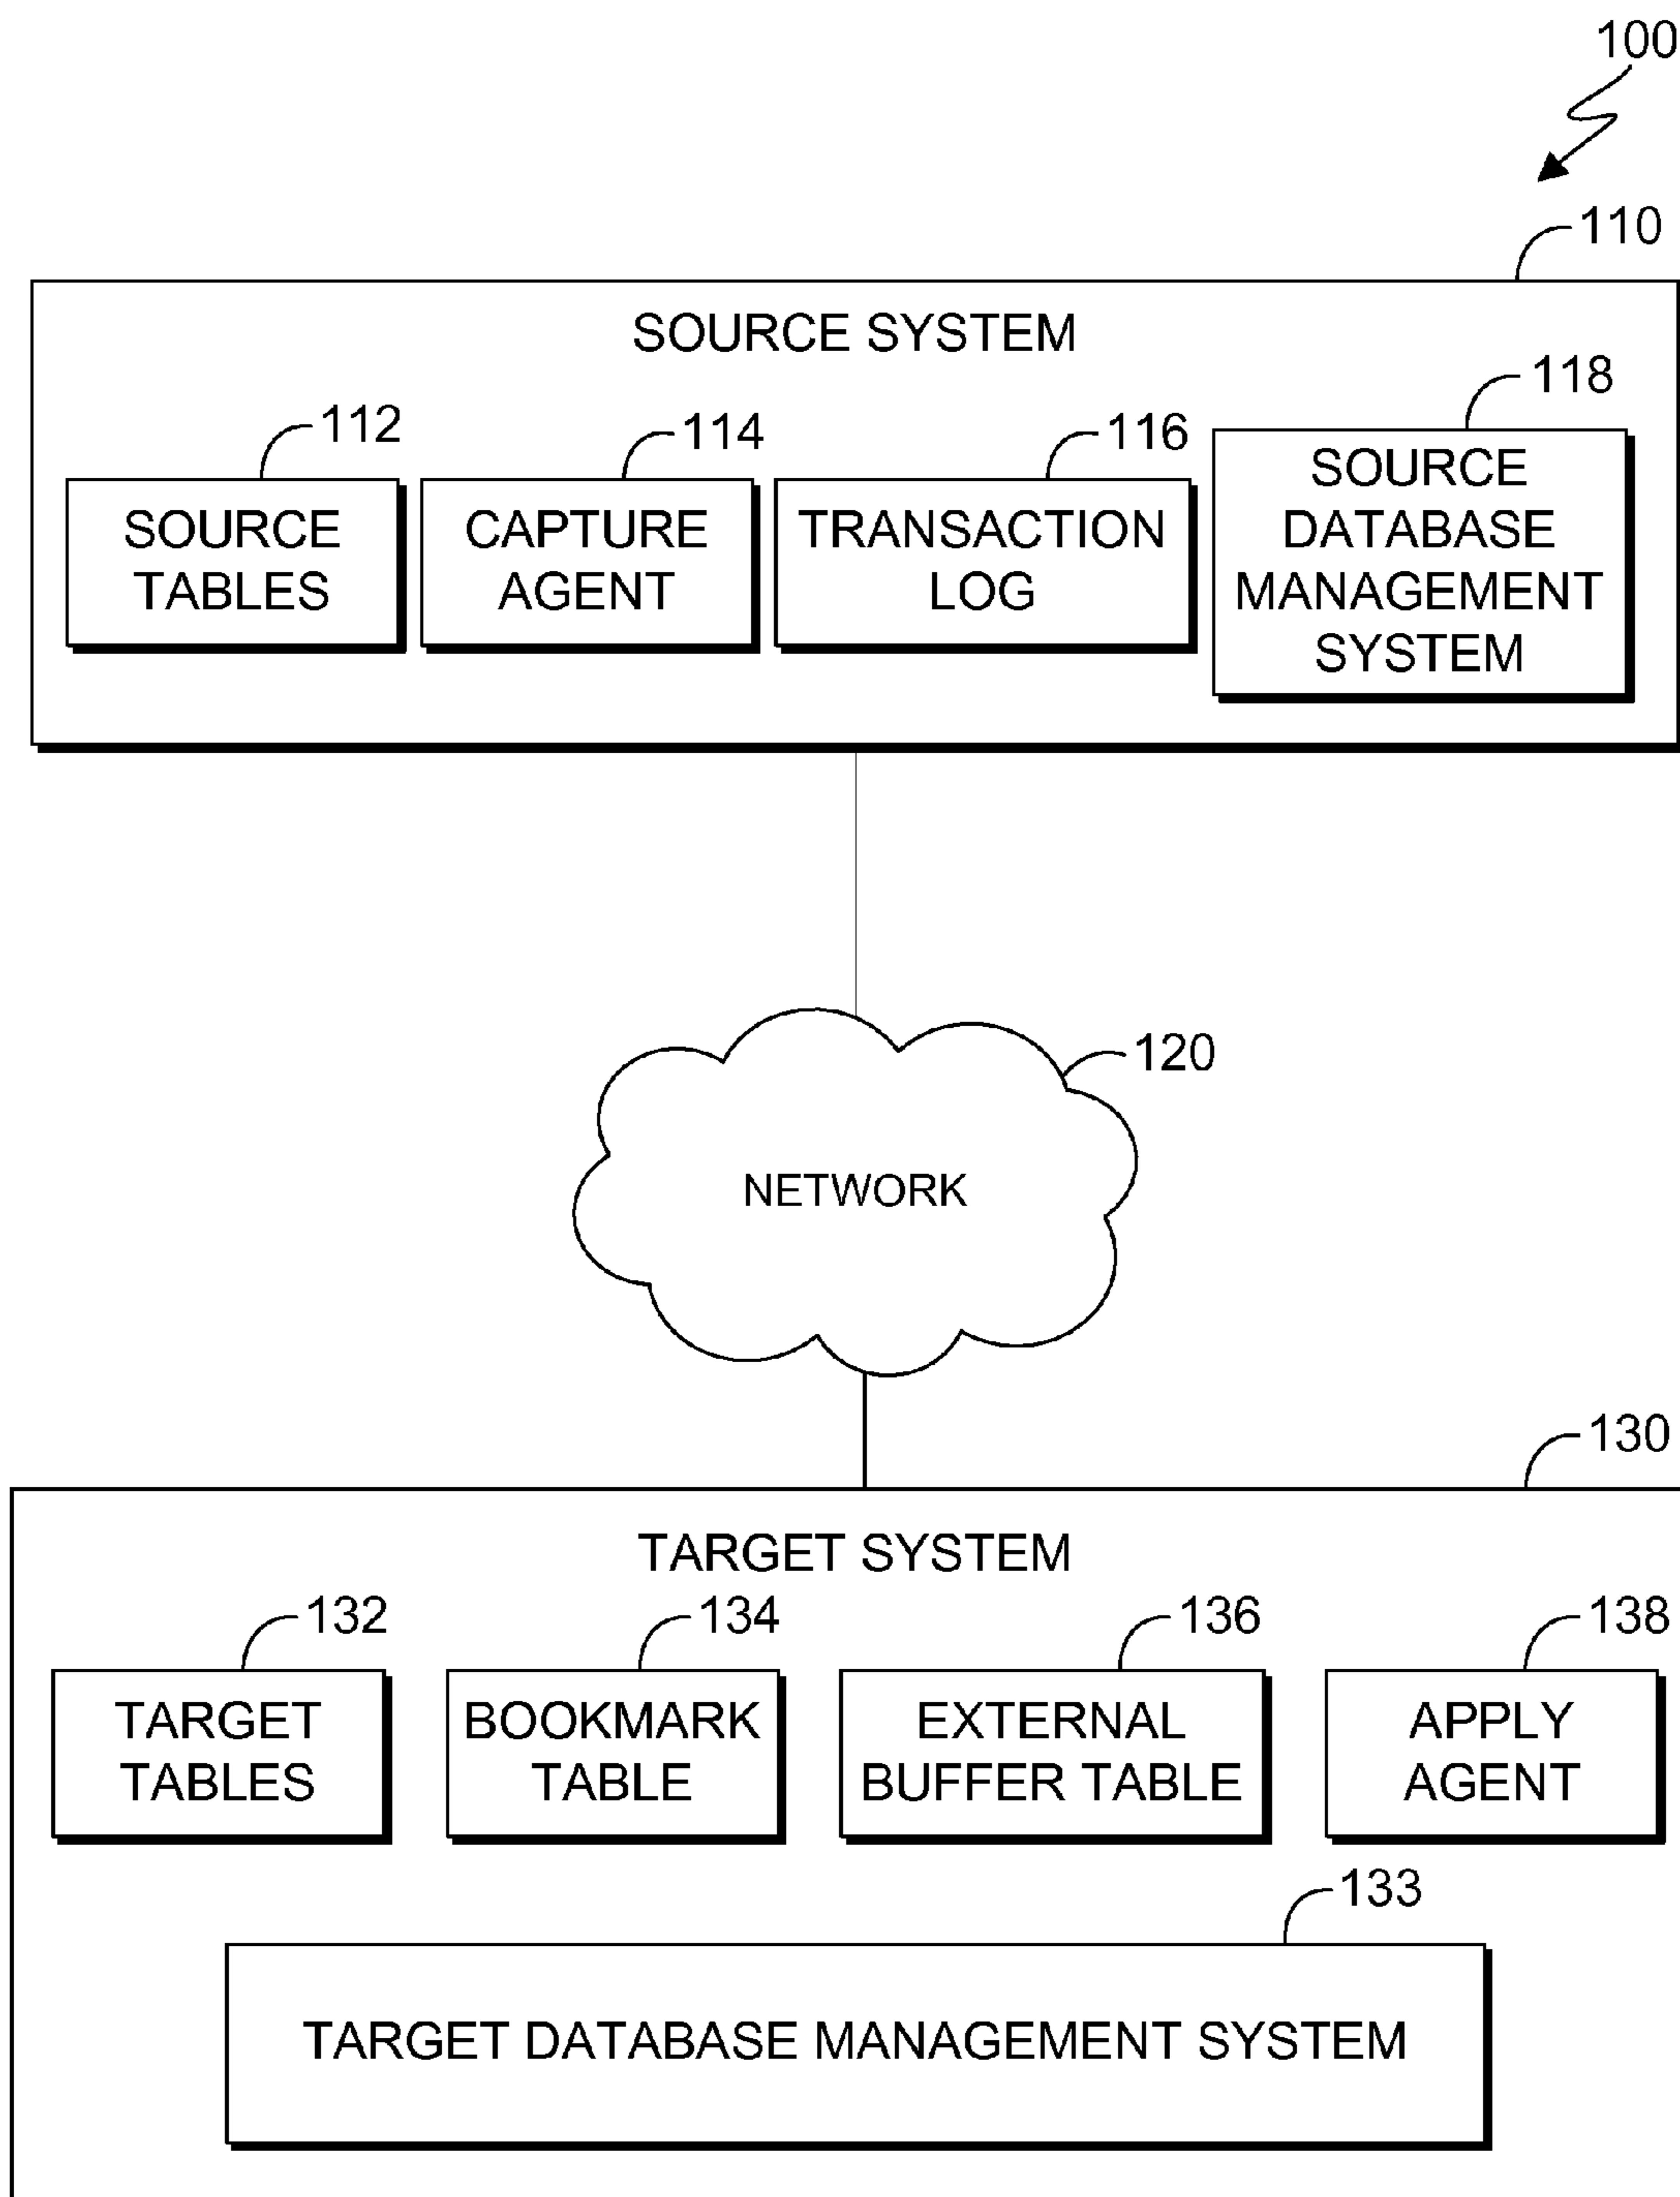 100
110
SOURCE SYSTEM
112
114
116
118
SOURCE
TABLES
CAPTURE
AGENT
TRANSACTION
LOG
SOURCE
DATABASE
MANAGEMENT
SYSTEM
120
NETWORK
130
TARGET SYSTEM
132
134
136
138
TARGET
TABLES
BOOKMARK
TABLE
EXTERNAL
BUFFER TABLE
APPLY
AGENT
133
TARGET DATABASE MANAGEMENT SYSTEM